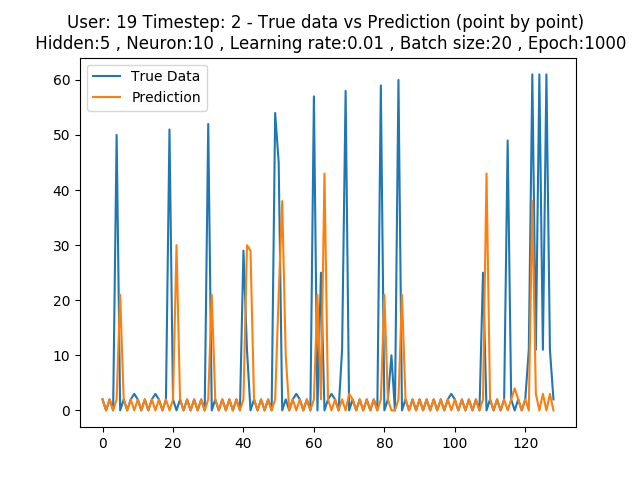 User: 19 Timestep: 2 - True data vs Prediction (point by point)
Hidden:5 , Neuron:10 , Learning rate:0.01 , Batch size:20 , Epoch:1000
True Data
Prediction
60
50
40
30
20
10
0
0 20 40 60 80 100 120